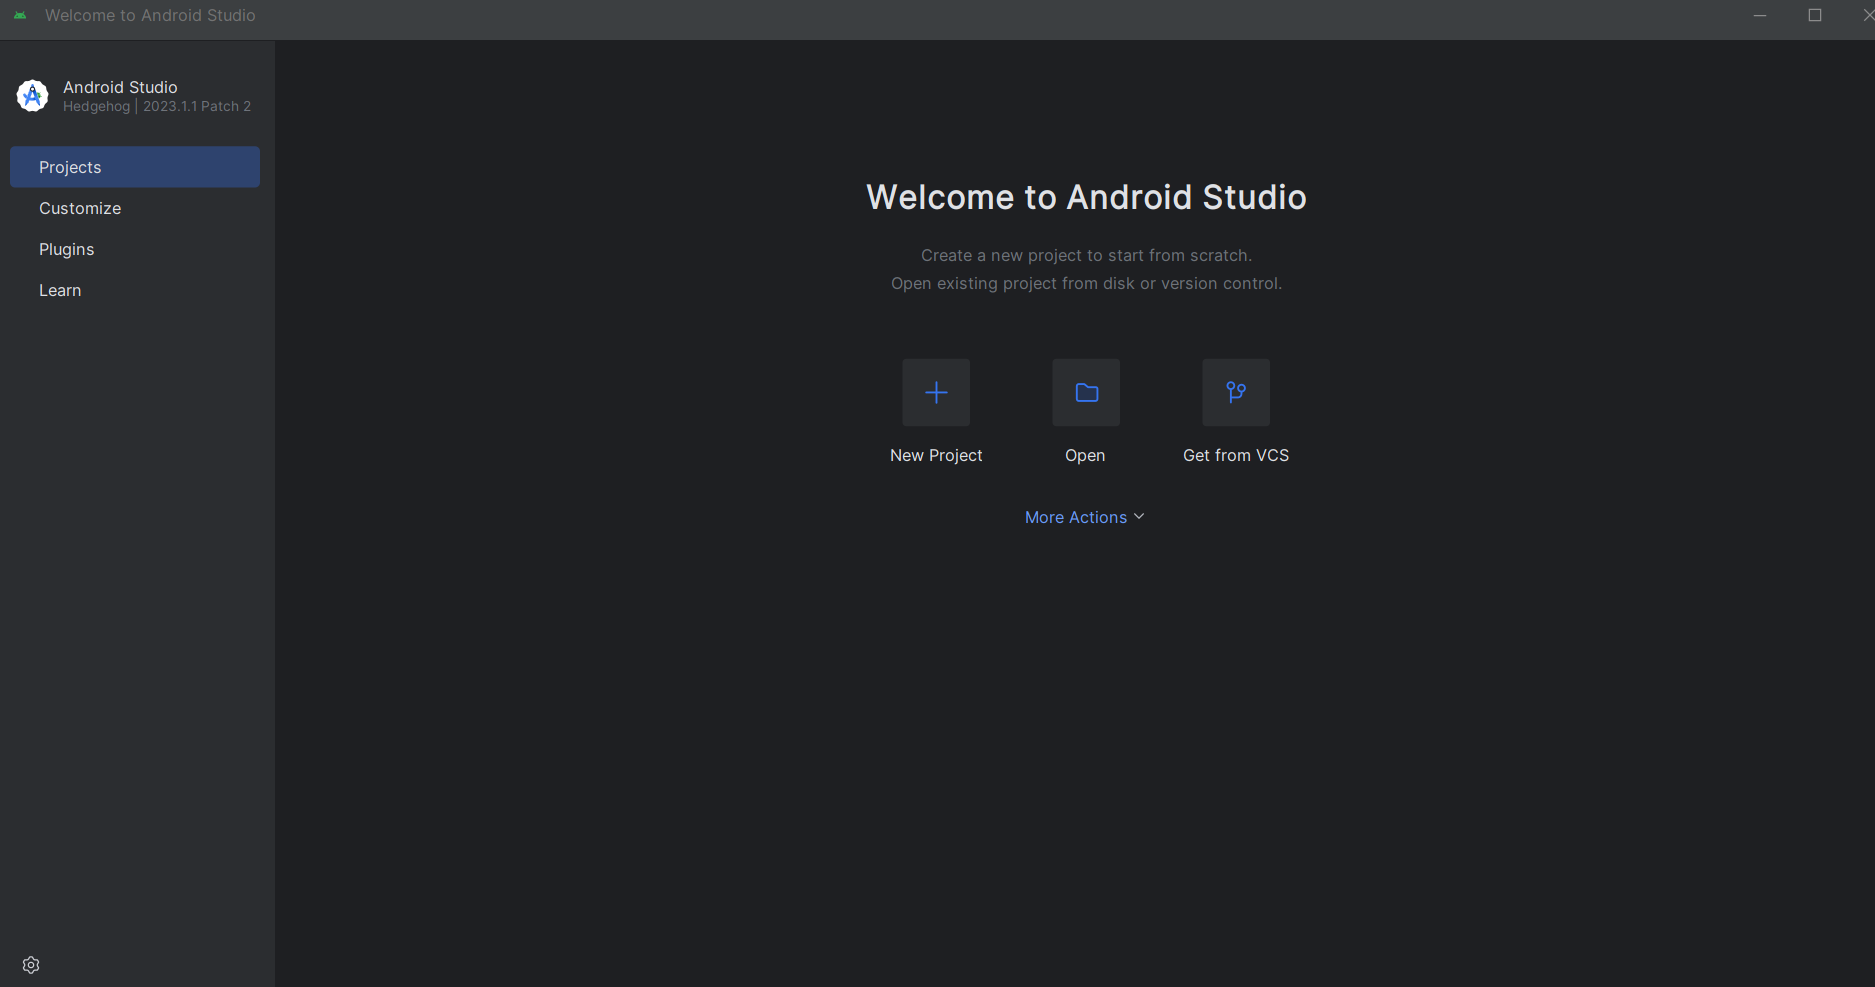 Welcome to Android Studio
Android Studio
Hedgehog | 2023.1.1 Patch 2
Projects
Customize
Plugins
Learn
Welcome to Android Studio
Create a new project to start from scratch.
Open existing project from disk or version control.
New Project
Open
Get from VCS
More Actions